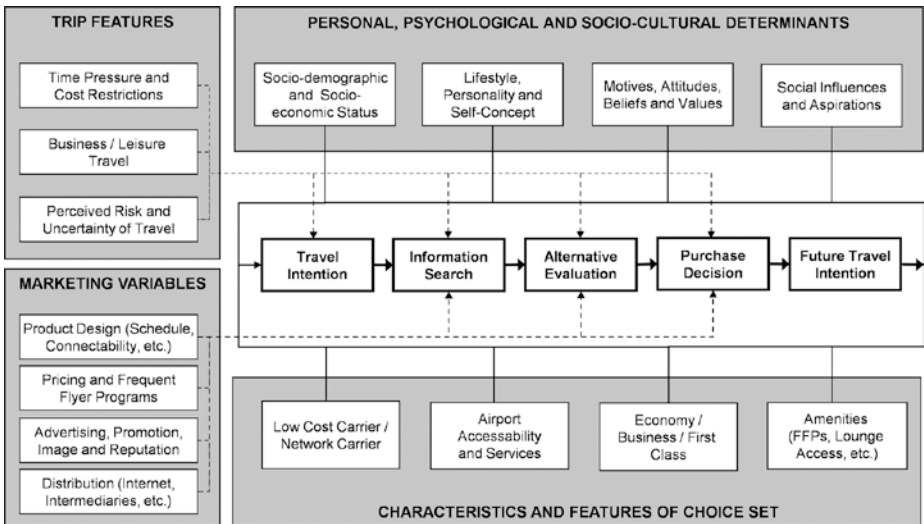 TRIP FEATURES
Time Pressure and
Cost Restrictions
Business / Leisure
Travel
Perceived Risk and
Uncertainty of Travel
MARKETING VARIABLES
Product Design (Schedule,
Connectability, etc.)
Pricing and Frequent
Flyer Programs
Advertising, Promotion,
Image and Reputation
Distribution (Internet,
Intermediaries, etc.)
PERSONAL, PSYCHOLOGICAL AND SOCIO-CULTURAL DETERMINANTS
Socio-demographic
and Socio-
economic Status
Lifestyle,
Personality and
Self-Concept
Motives, Attitudes,
Beliefs and Values
Social Influences
and Aspirations
Travel
Intention
Information
Search
Alternative
Evaluation
Purchase
Decision
Future Travel
Intention
Low Cost Carrier /
Network Carrier
Airport
Accessability
and Services
Economy /
Business / First
Class
Amenities
(FFPs, Lounge
Access, etc.)
CHARACTERISTICS AND FEATURES OF CHOICE SET